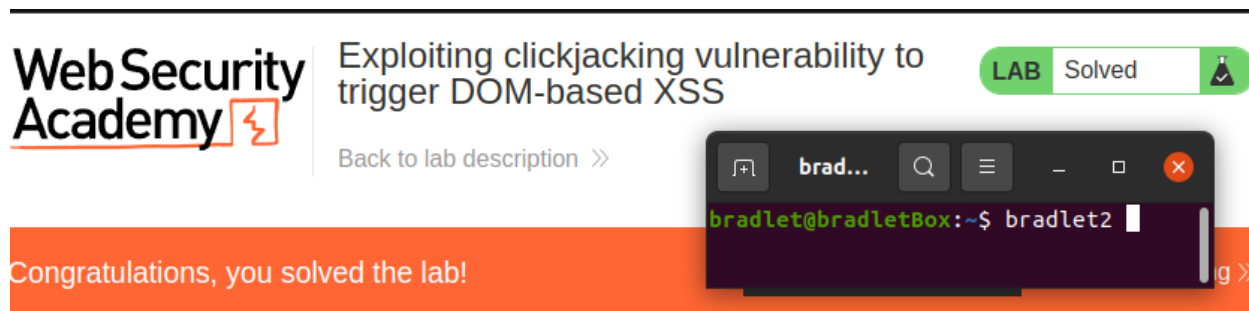 Web Security
Academy
Exploiting clickjacking vulnerability to
trigger DOM-based XSS
LAB Solved
Back to lab description
brad...
bradlet@bradletBox:~$ bradlet2
Congratulations, you solved the lab!